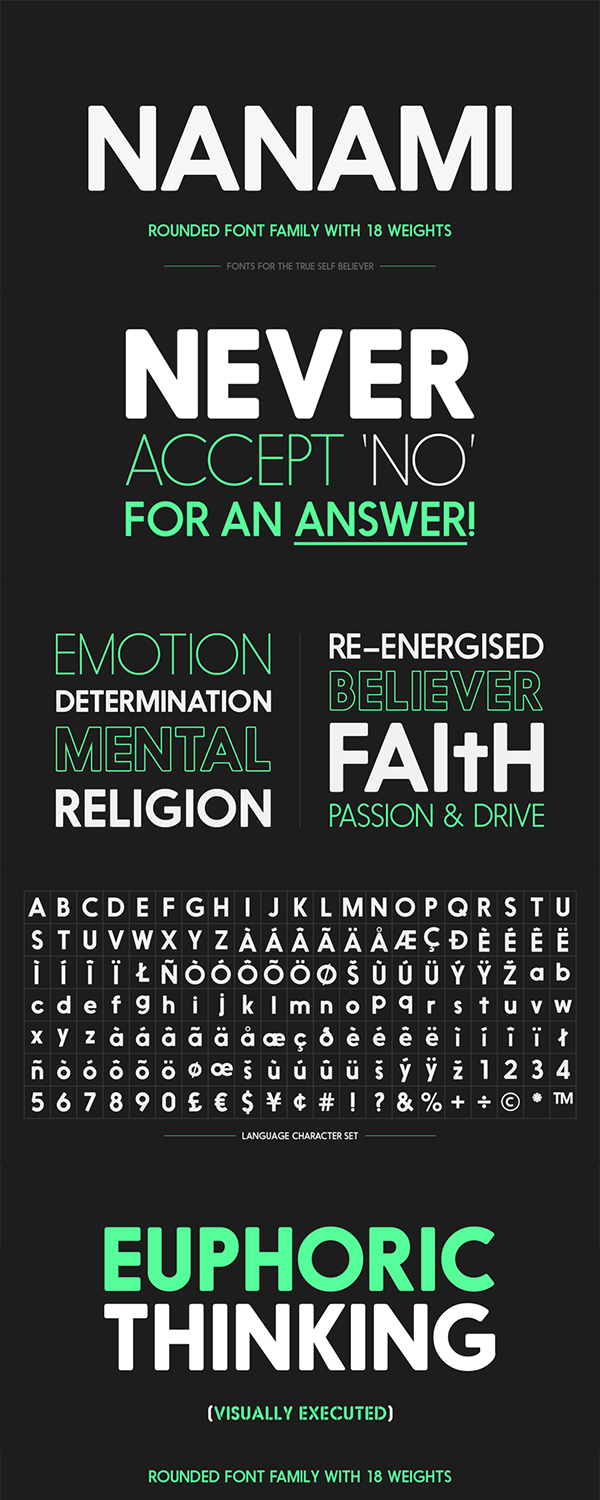 NANAMI
ROUNDED FONT FAMILY WITH 18 WEIGHTS
FONTS FOR THE TRUE SELF BELIEVER
NEVER
ACCEPT 'NO'
FOR AN ANSWER!
EMOTION
DETERMINATION
MENTAL
RELIGION
RE–ENERGISED
BELIEVER
FAItH
PASSION & DRIVE
A B C D E F G H I J K L M N O P Q R S T U
S T U V W X Y Z À Á Â Ã Ä Å Æ Ç Ð È É Ê Ë
Ì Í Î Ï Ł Ñ Ò Ó Ô Õ Ö Ø Š Ù Ú Ü Ý Ÿ Ž a b
c d e f g h i j k l m n o p q r s t u v w
x y z à á â ã ä å æ ç ð è é ê ë ì í î ï ł
ñ ò ó ô õ ö ø œ š ù ú û ü š ý ÿ ž 1 2 3 4
5 6 7 8 9 0 £ € $ ¥ ¢ # ! ? & % + ÷ © * ™
LANGUAGE CHARACTER SET
EUPHORIC
THINKING
(VISUALLY EXECUTED)
ROUNDED FONT FAMILY WITH 18 WEIGHTS